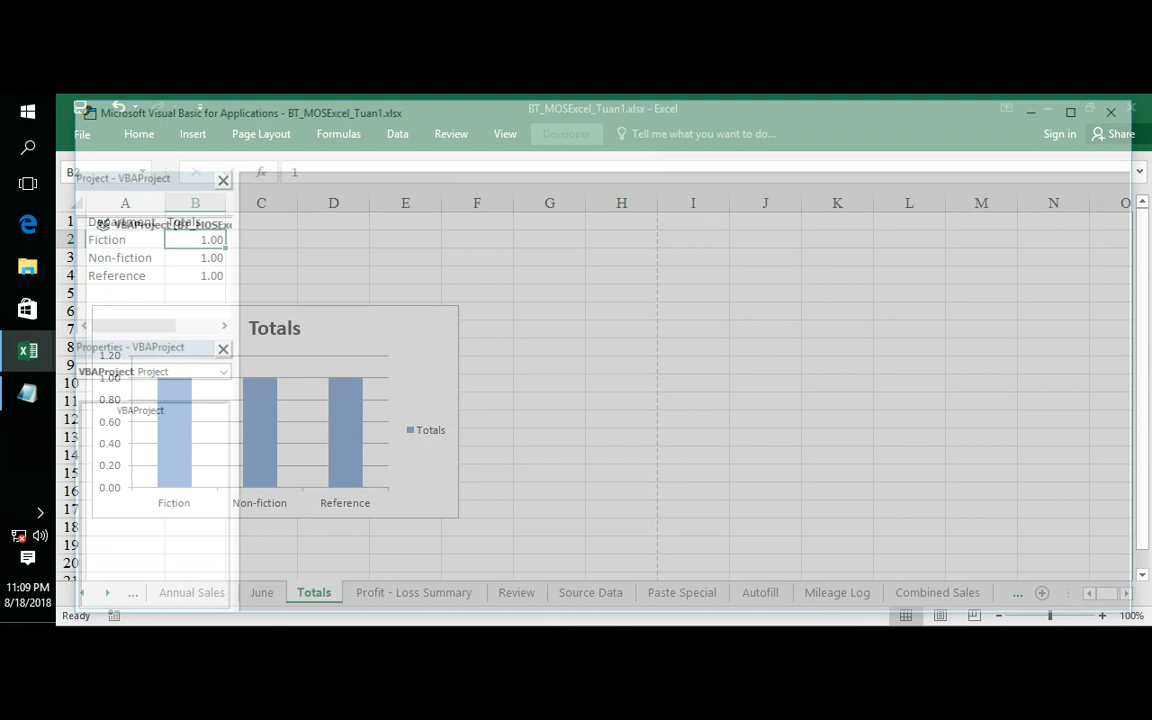 Microsoft Visual Basic for Applications - BT_MOSExcel_Tuan1.xlsx
BT_MOSExcel_Tuan1.xlsx - Excel
File Home Insert Page Layout Formulas Data Review View Developer Tell me what you want to do... Sign in Share
B2 fx 1
Project - VBAProject
A B C D E F G H I J K L M N O
1 Department Totals
VBAProject (BT_MOSExc
2 Fiction 1.00
3 Non-fiction 1.00
4 Reference 1.00
5
6
7
8
9
10
11
12
13
14
15
16
17
18
19
20
Totals
Properties - VBAProject
VBAProject Project
VBAProject
1.20
1.00
0.80
0.60
0.40
0.20
0.00
Totals
Fiction Non-fiction Reference
... Annual Sales June Totals Profit - Loss Summary Review Source Data Paste Special Autofill Mileage Log Combined Sales ...
Ready 100%
11:09 PM
8/18/2018